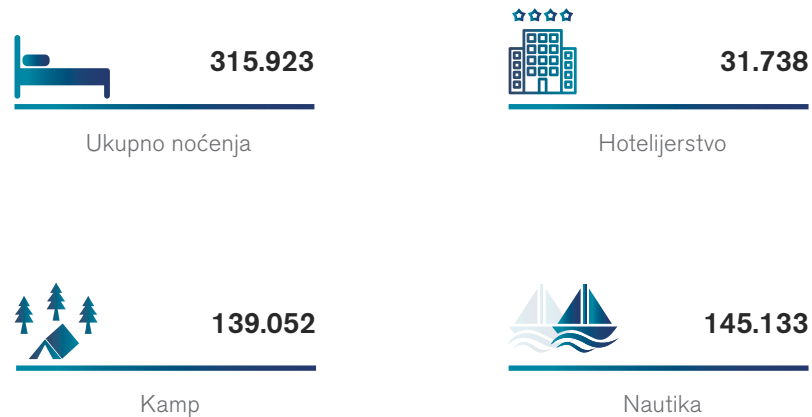 315.923
Ukupno noćenja
31.738
Hotelijerstvo
139.052
Kamp
145.133
Nautika